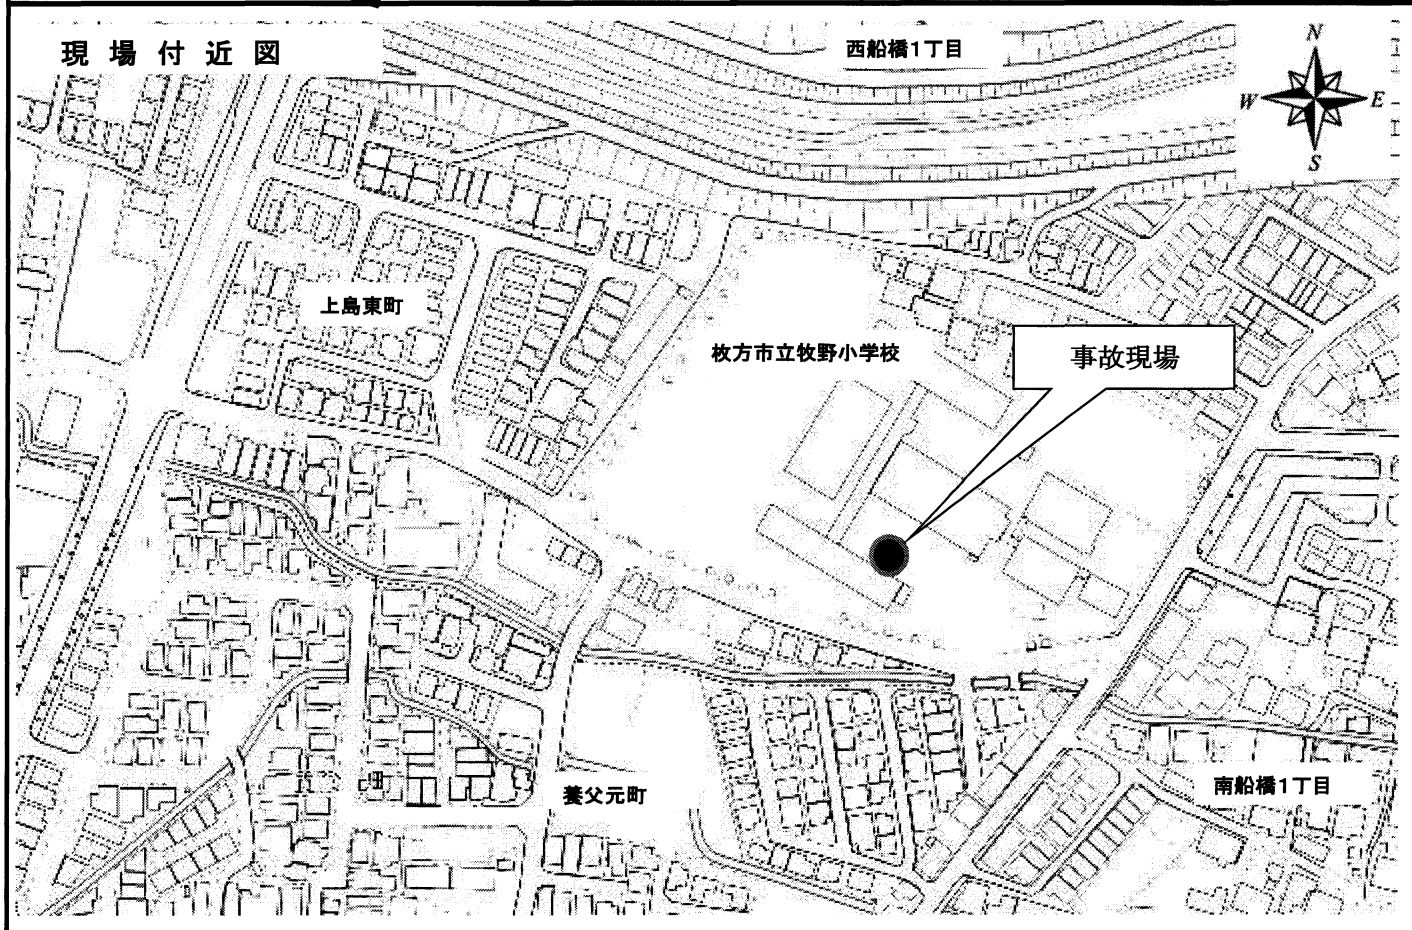 現場付近図
西船橋1丁目
N
W
E
S
上島東町
枚方市立牧野小学校
事故現場
養父元町
南船橋1丁目